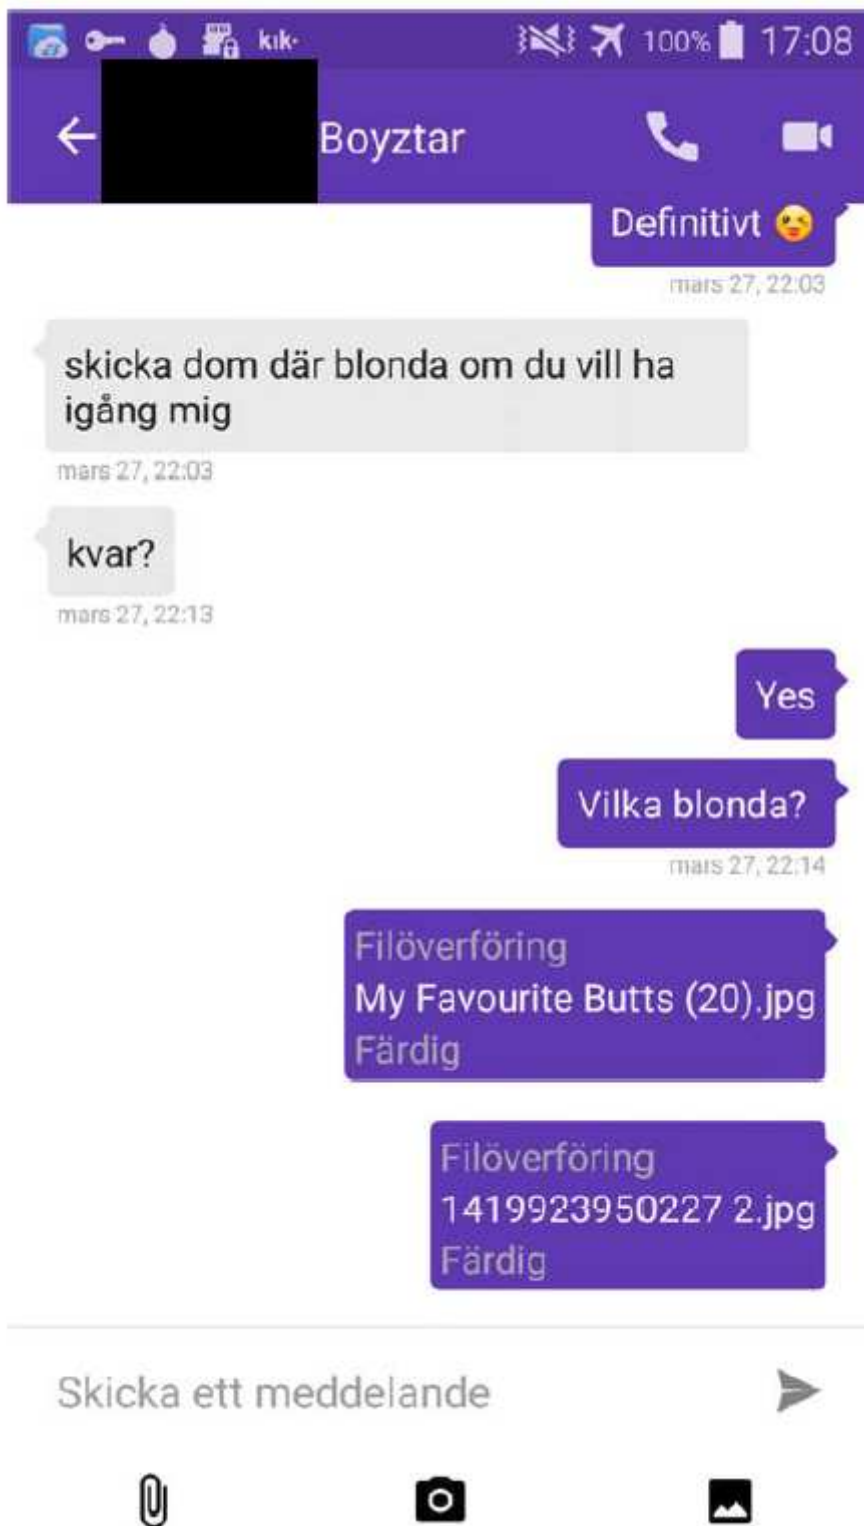 kik·
100%
17:08
Boyztar
Definitivt 😜
mars 27, 22:03
skicka dom där blonda om du vill ha
igång mig
mars 27, 22:03
kvar?
mars 27, 22:13
Yes
Vilka blonda?
mars 27, 22:14
Filöverföring
My Favourite Butts (20).jpg
Färdig
Filöverföring
1419923950227 2.jpg
Färdig
Skicka ett meddelande